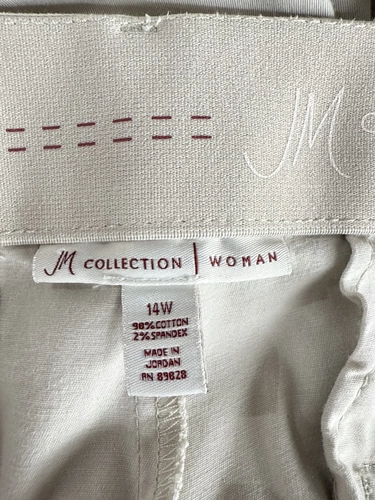 JM
JM COLLECTION | WOMAN
14W
98%COTTON
2%SPANDEX
MADE IN
JORDAN
RN 89828